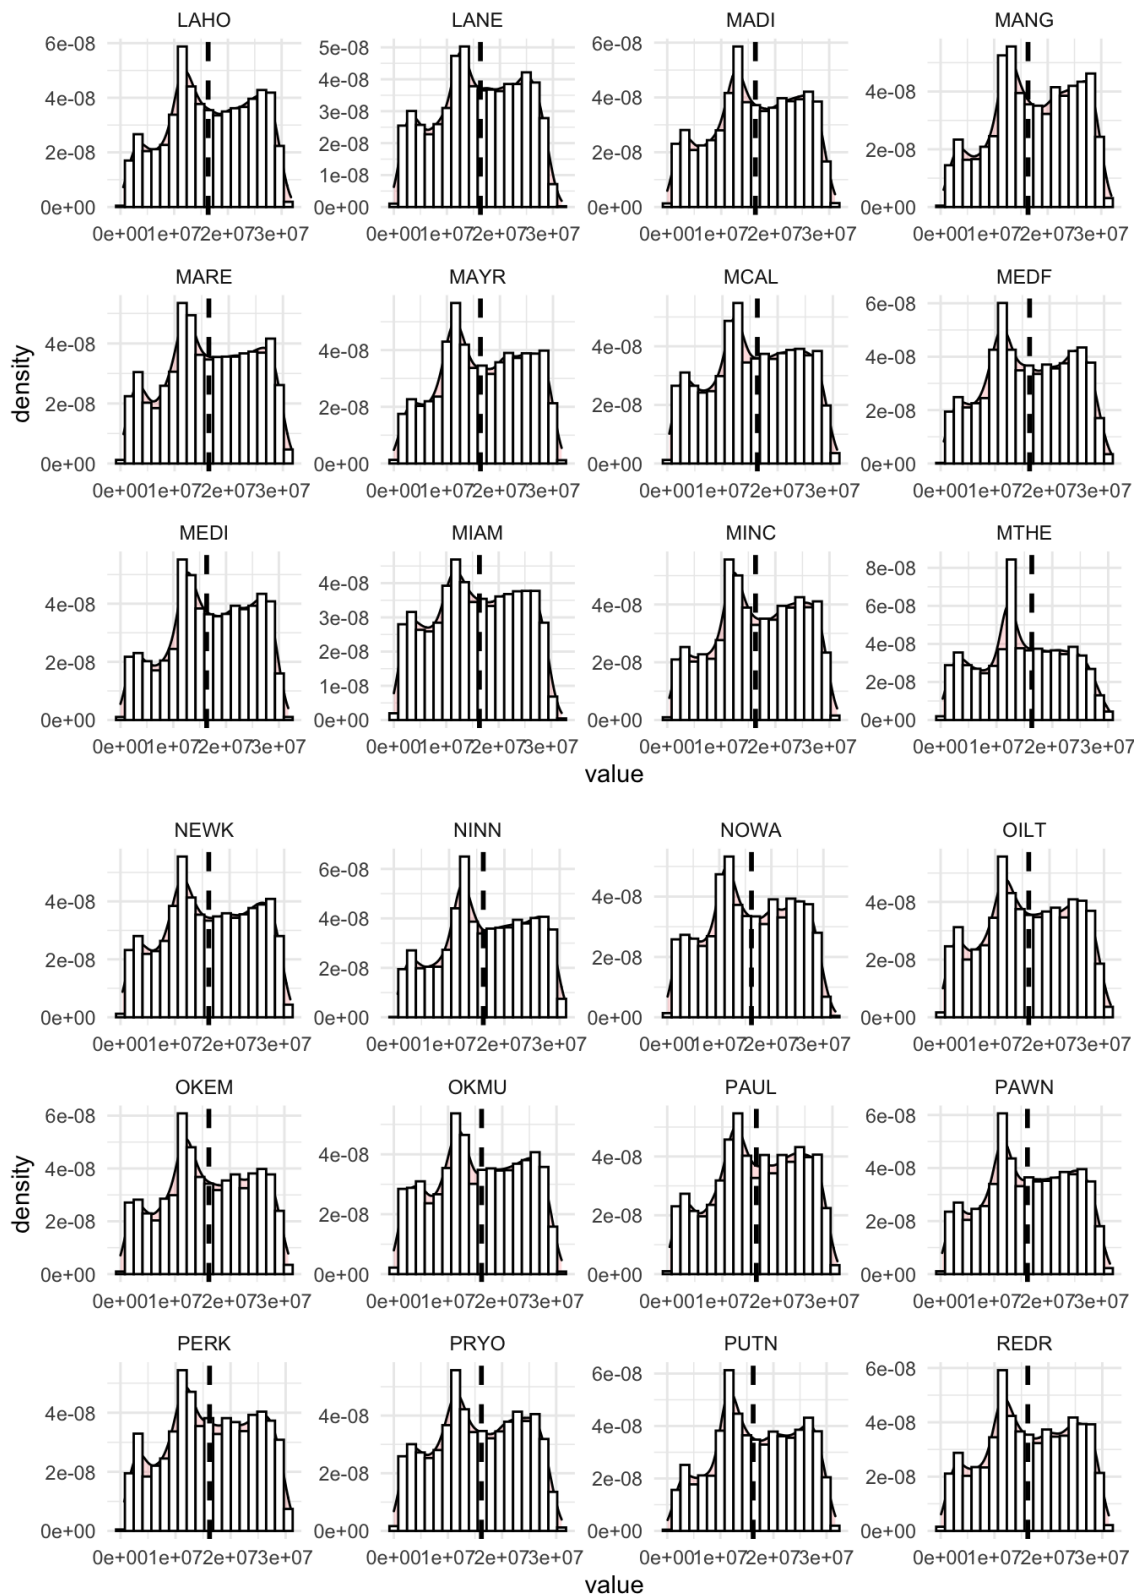 LAHO LANE MADI MANG
6e-08 5e-08 6e-08
4e-08 4e-08 4e-08 4e-08
3e-08
2e-08 2e-08 2e-08 2e-08
1e-08
0e+00 0e+00 0e+00 0e+00
0e+001e+072e+073e+07 0e+001e+072e+073e+07 0e+001e+072e+073e+07 0e+001e+072e+073e+07
MARE MAYR MCAL MEDF
6e-08
4e-08 4e-08 4e-08 4e-08
2e-08 2e-08 2e-08 2e-08
0e+00 0e+00 0e+00 0e+00
0e+001e+072e+073e+07 0e+001e+072e+073e+07 0e+001e+072e+073e+07 0e+001e+072e+073e+07
density
MEDI MIAM MINC MTHE
8e-08
4e-08 4e-08 4e-08 6e-08
3e-08 4e-08
2e-08 2e-08 2e-08 2e-08
1e-08
0e+00 0e+00 0e+00 0e+00
0e+001e+072e+073e+07 0e+001e+072e+073e+07 0e+001e+072e+073e+07 0e+001e+072e+073e+07
value
NEWK NINN NOWA OILT
6e-08
4e-08 4e-08 4e-08 4e-08
2e-08 2e-08 2e-08 2e-08
0e+00 0e+00 0e+00 0e+00
0e+001e+072e+073e+07 0e+001e+072e+073e+07 0e+001e+072e+073e+07 0e+001e+072e+073e+07
OKEM OKMU PAUL PAWN
6e-08 6e-08
4e-08 4e-08 4e-08 4e-08
2e-08 2e-08 2e-08 2e-08
0e+00 0e+00 0e+00 0e+00
0e+001e+072e+073e+07 0e+001e+072e+073e+07 0e+001e+072e+073e+07 0e+001e+072e+073e+07
density
PERK PRYO PUTN REDR
6e-08 6e-08
4e-08 4e-08 4e-08 4e-08
2e-08 2e-08 2e-08 2e-08
0e+00 0e+00 0e+00 0e+00
0e+001e+072e+073e+07 0e+001e+072e+073e+07 0e+001e+072e+073e+07 0e+001e+072e+073e+07
value